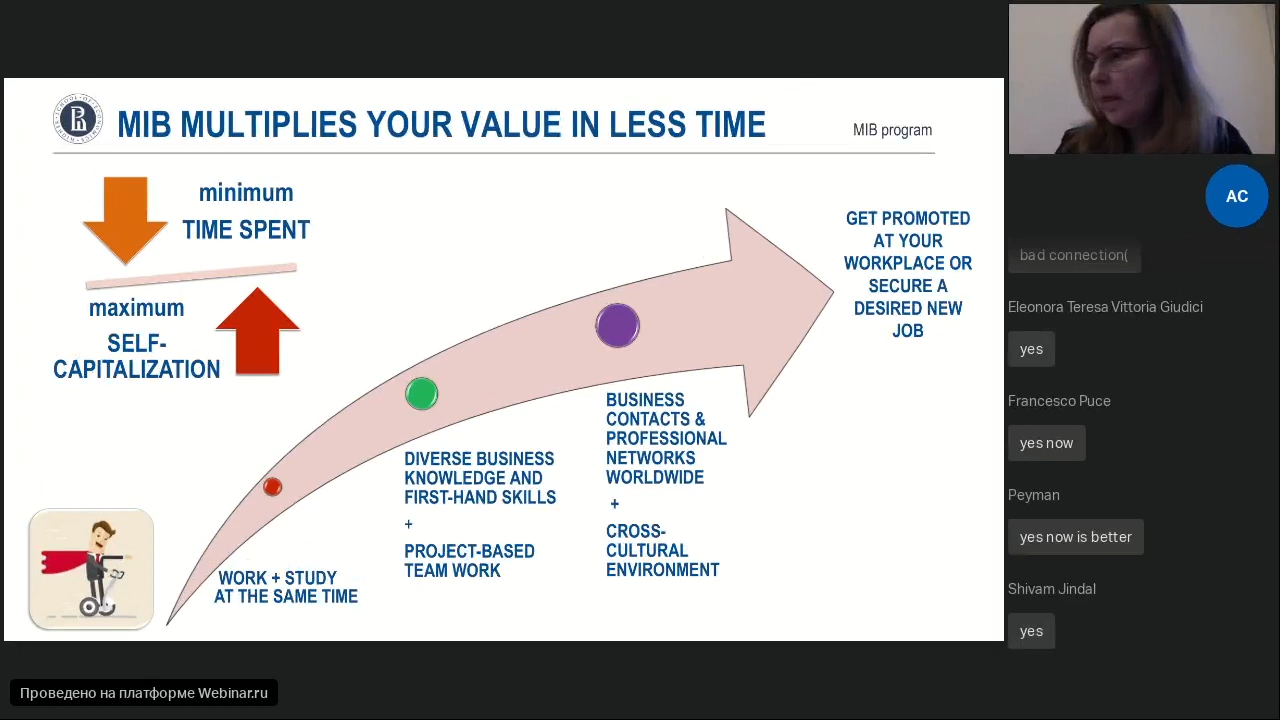 MIB MULTIPLIES YOUR VALUE IN LESS TIME
MIB program
minimum
TIME SPENT
maximum
SELF-
CAPITALIZATION
WORK + STUDY
AT THE SAME TIME
DIVERSE BUSINESS
KNOWLEDGE AND
FIRST-HAND SKILLS
+
PROJECT-BASED
TEAM WORK
BUSINESS
CONTACTS &
PROFESSIONAL
NETWORKS
WORLDWIDE
+
CROSS-
CULTURAL
ENVIRONMENT
GET PROMOTED
AT YOUR
WORKPLACE OR
SECURE A
DESIRED NEW
JOB
AC
bad connection(
Eleonora Teresa Vittoria Giudici
yes
Francesco Puce
yes now
Peyman
yes now is better
Shivam Jindal
yes
Проведено на платформе Webinar.ru